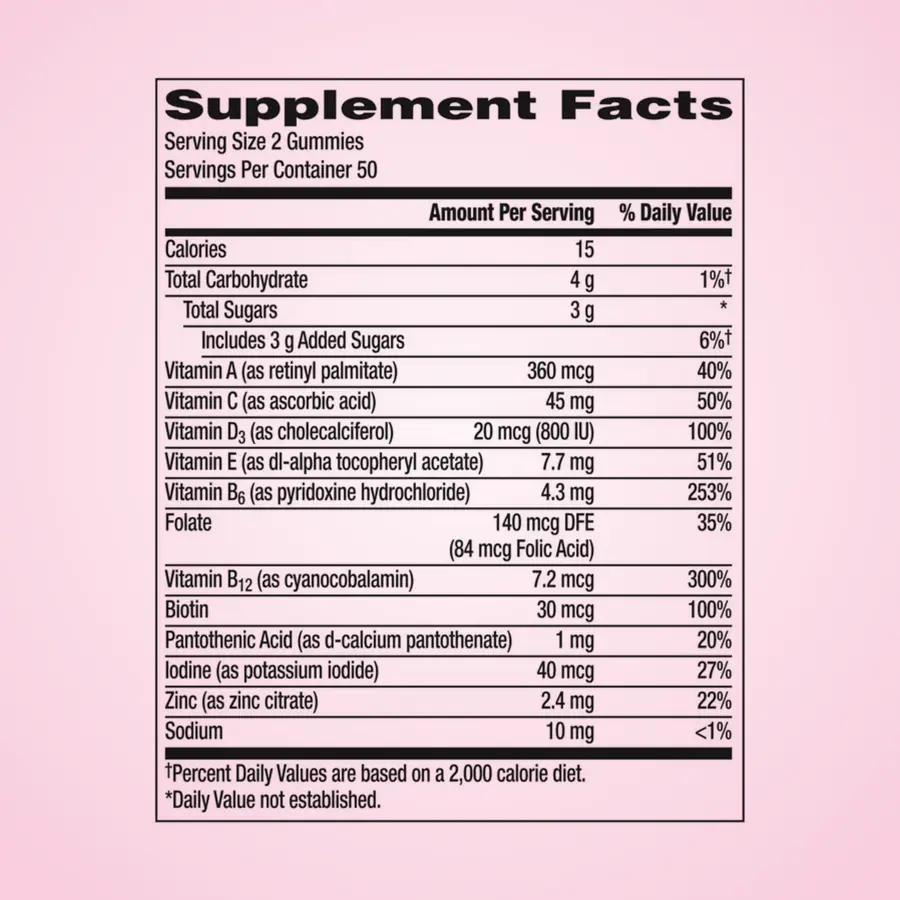 Supplement Facts
Serving Size 2 Gummies
Servings Per Container 50
Amount Per Serving % Daily Value
Calories 15
Total Carbohydrate 4 g 1%†
Total Sugars 3 g *
Includes 3 g Added Sugars 6%†
Vitamin A (as retinyl palmitate) 360 mcg 40%
Vitamin C (as ascorbic acid) 45 mg 50%
Vitamin D3 (as cholecalciferol) 20 mcg (800 IU) 100%
Vitamin E (as dl-alpha tocopheryl acetate) 7.7 mg 51%
Vitamin B6 (as pyridoxine hydrochloride) 4.3 mg 253%
Folate 140 mcg DFE 35%
(84 mcg Folic Acid)
Vitamin B12 (as cyanocobalamin) 7.2 mcg 300%
Biotin 30 mcg 100%
Pantothenic Acid (as d-calcium pantothenate) 1 mg 20%
Iodine (as potassium iodide) 40 mcg 27%
Zinc (as zinc citrate) 2.4 mg 22%
Sodium 10 mg <1%
†Percent Daily Values are based on a 2,000 calorie diet.
*Daily Value not established.